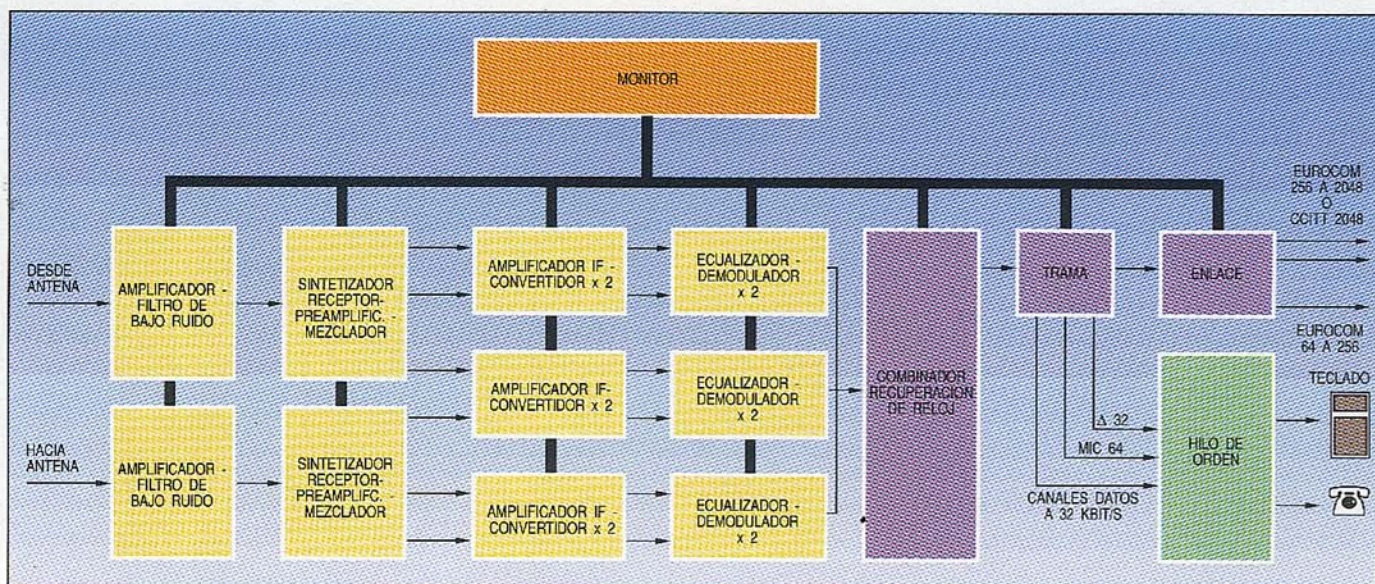 MONITOR
EUROCOM
256 A 2048
O
CCITT 2048
DESDE
ANTENA
AMPLIFICADOR -
FILTRO DE
BAJO RUIDO
SINTETIZADOR
RECEPTOR-
PREAMPLIFIC. -
MEZCLADOR
AMPLIFICADOR IF -
CONVERTIDOR x 2
ECUALIZADOR -
DEMODULADOR
x 2
TRAMA
ENLACE
EUROCOM
64 A 256
AMPLIFICADOR IF-
CONVERTIDOR x 2
ECUALIZADOR -
DEMODULADOR
x 2
COMBINADOR
RECUPERACION
DE RELOJ
TECLADO
Δ 32
MIC 64
CANALES DATOS
A 32 KBIT/S
HILO DE
ORDEN
HACIA
ANTENA
AMPLIFICADOR -
FILTRO DE
BAJO RUIDO
SINTETIZADOR
RECEPTOR-
PREAMPLIFC. -
MEZCLADOR
AMPLIFICADOR IF -
CONVERTIDOR x 2
ECUALIZADOR -
DEMODULADOR
x 2